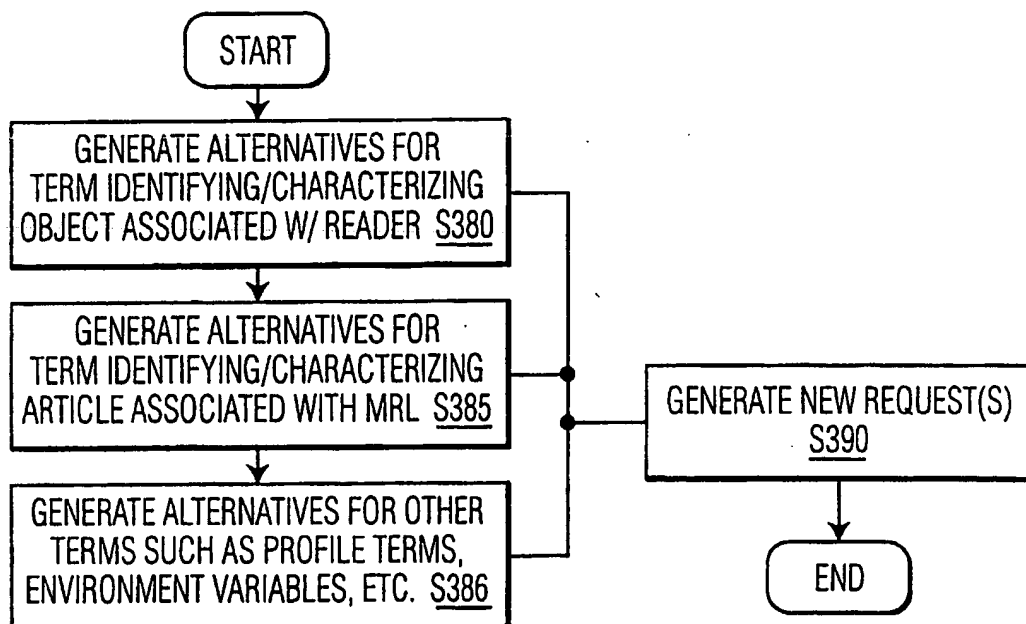 START
GENERATE ALTERNATIVES FOR
TERM IDENTIFYING/CHARACTERIZING
OBJECT ASSOCIATED W/ READER S380
GENERATE ALTERNATIVES FOR
TERM IDENTIFYING/CHARACTERIZING
ARTICLE ASSOCIATED WITH MRL S385
GENERATE ALTERNATIVES FOR OTHER
TERMS SUCH AS PROFILE TERMS,
ENVIRONMENT VARIABLES, ETC. S386
GENERATE NEW REQUEST(S)
S390
END